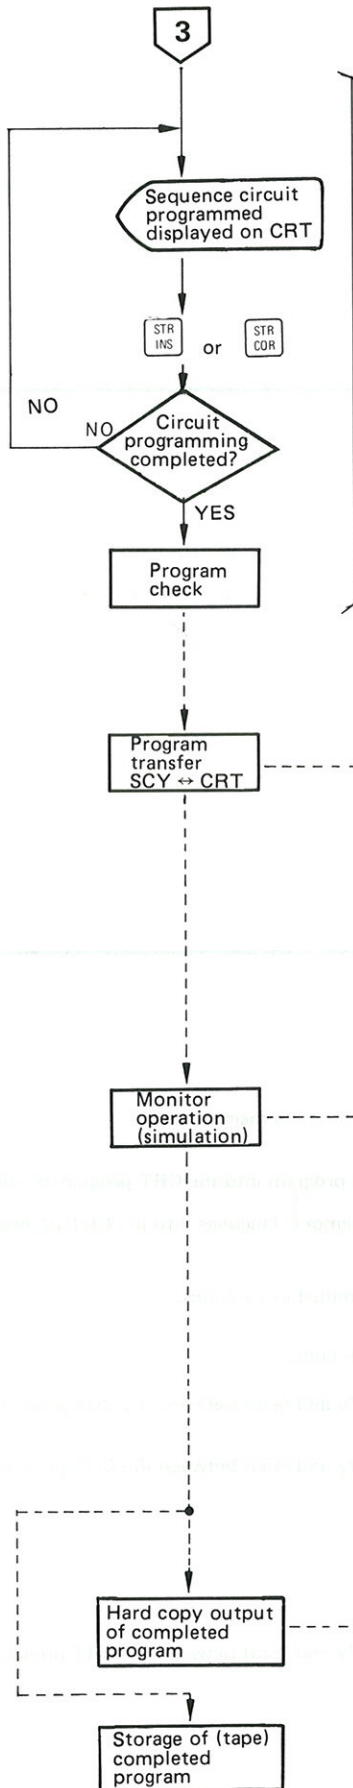 3
Sequence circuit
programmed
displayed on CRT
STR
INS
or
STR
COR
NO
NO
Circuit
programming
completed?
YES
Program
check
Program
transfer
SCY ↔ CRT
Monitor
operation
(simulation)
Hard copy output
of completed
program
Storage of (tape)
completed
program